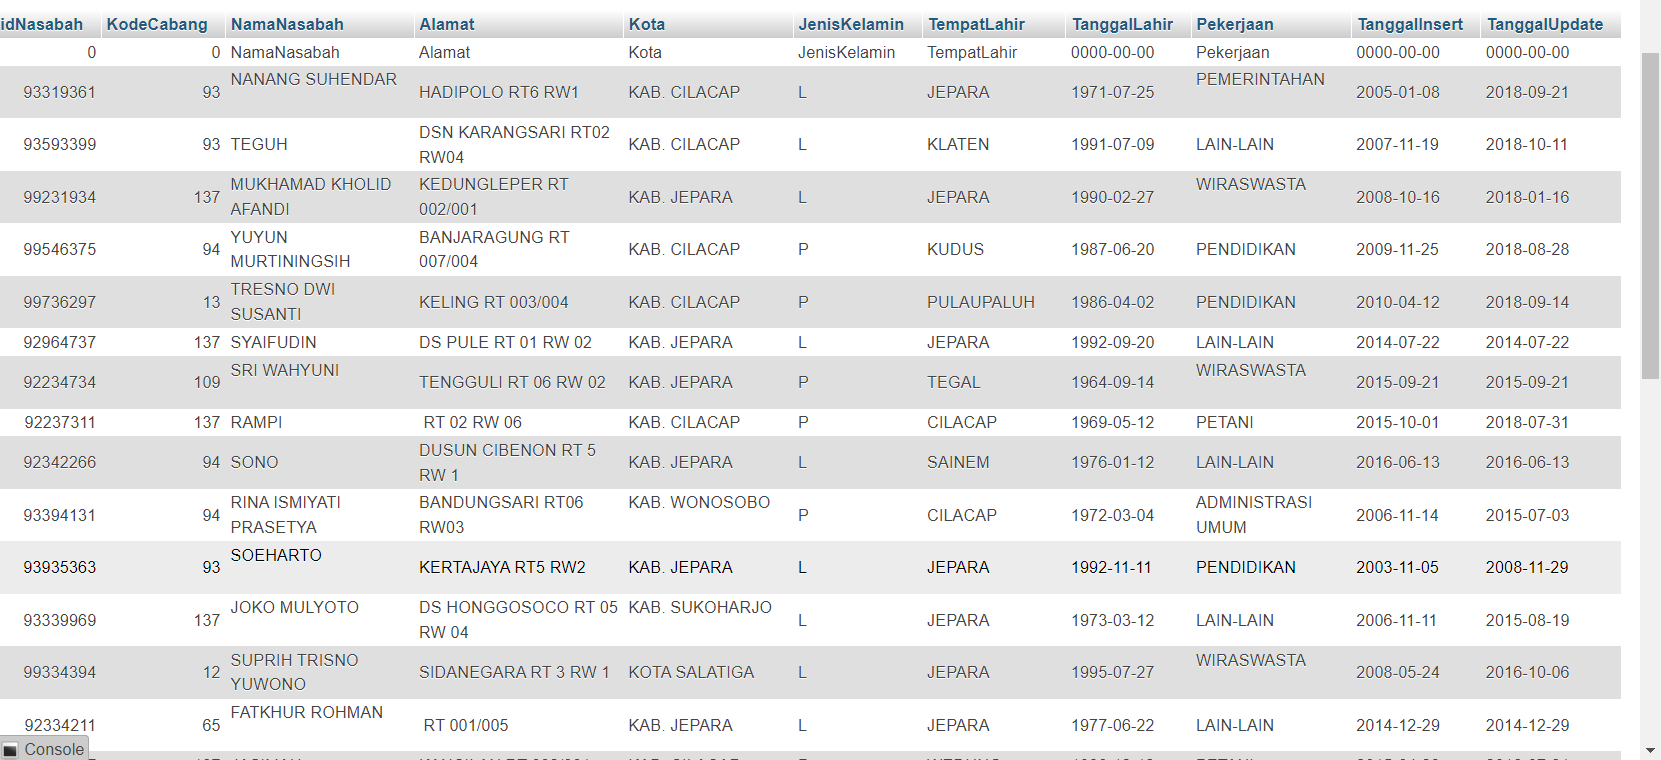 idNasabah KodeCabang NamaNasabah Alamat Kota JenisKelamin TempatLahir TanggalLahir Pekerjaan TanggalInsert TanggalUpdate
0 0 NamaNasabah Alamat Kota JenisKelamin TempatLahir 0000-00-00 Pekerjaan 0000-00-00 0000-00-00
NANANG SUHENDAR PEMERINTAHAN
93319361 93 HADIPOLO RT6 RW1 KAB. CILACAP L JEPARA 1971-07-25 2005-01-08 2018-09-21
DSN KARANGSARI RT02
93593399 93 TEGUH KAB. CILACAP L KLATEN 1991-07-09 LAIN-LAIN 2007-11-19 2018-10-11
RW04
MUKHAMAD KHOLID KEDUNGLEPER RT WIRASWASTA
99231934 137 KAB. JEPARA L JEPARA 1990-02-27 2008-10-16 2018-01-16
AFANDI 002/001
YUYUN BANJARAGUNG RT
99546375 94 KAB. CILACAP P KUDUS 1987-06-20 PENDIDIKAN 2009-11-25 2018-08-28
MURTININGSIH 007/004
TRESNO DWI
99736297 13 KELING RT 003/004 KAB. CILACAP P PULAUPALUH 1986-04-02 PENDIDIKAN 2010-04-12 2018-09-14
SUSANTI
92964737 137 SYAIFUDIN DS PULE RT 01 RW 02 KAB. JEPARA L JEPARA 1992-09-20 LAIN-LAIN 2014-07-22 2014-07-22
SRI WAHYUNI WIRASWASTA
92234734 109 TENGGULI RT 06 RW 02 KAB. JEPARA P TEGAL 1964-09-14 2015-09-21 2015-09-21
92237311 137 RAMPI RT 02 RW 06 KAB. CILACAP P CILACAP 1969-05-12 PETANI 2015-10-01 2018-07-31
DUSUN CIBENON RT 5
92342266 94 SONO KAB. JEPARA L SAINEM 1976-01-12 LAIN-LAIN 2016-06-13 2016-06-13
RW 1
RINA ISMIYATI BANDUNGSARI RT06 KAB. WONOSOBO ADMINISTRASI
93394131 94 P CILACAP 1972-03-04 2006-11-14 2015-07-03
PRASETYA RW03 UMUM
SOEHARTO
93935363 93 KERTAJAYA RT5 RW2 KAB. JEPARA L JEPARA 1992-11-11 PENDIDIKAN 2003-11-05 2008-11-29
JOKO MULYOTO DS HONGGOSOCO RT 05 KAB. SUKOHARJO
93339969 137 L JEPARA 1973-03-12 LAIN-LAIN 2006-11-11 2015-08-19
RW 04
SUPRIH TRISNO WIRASWASTA
99334394 12 SIDANEGARA RT 3 RW 1 KOTA SALATIGA L JEPARA 1995-07-27 2008-05-24 2016-10-06
YUWONO
FATKHUR ROHMAN
92334211 65 RT 001/005 KAB. JEPARA L JEPARA 1977-06-22 LAIN-LAIN 2014-12-29 2014-12-29
Console